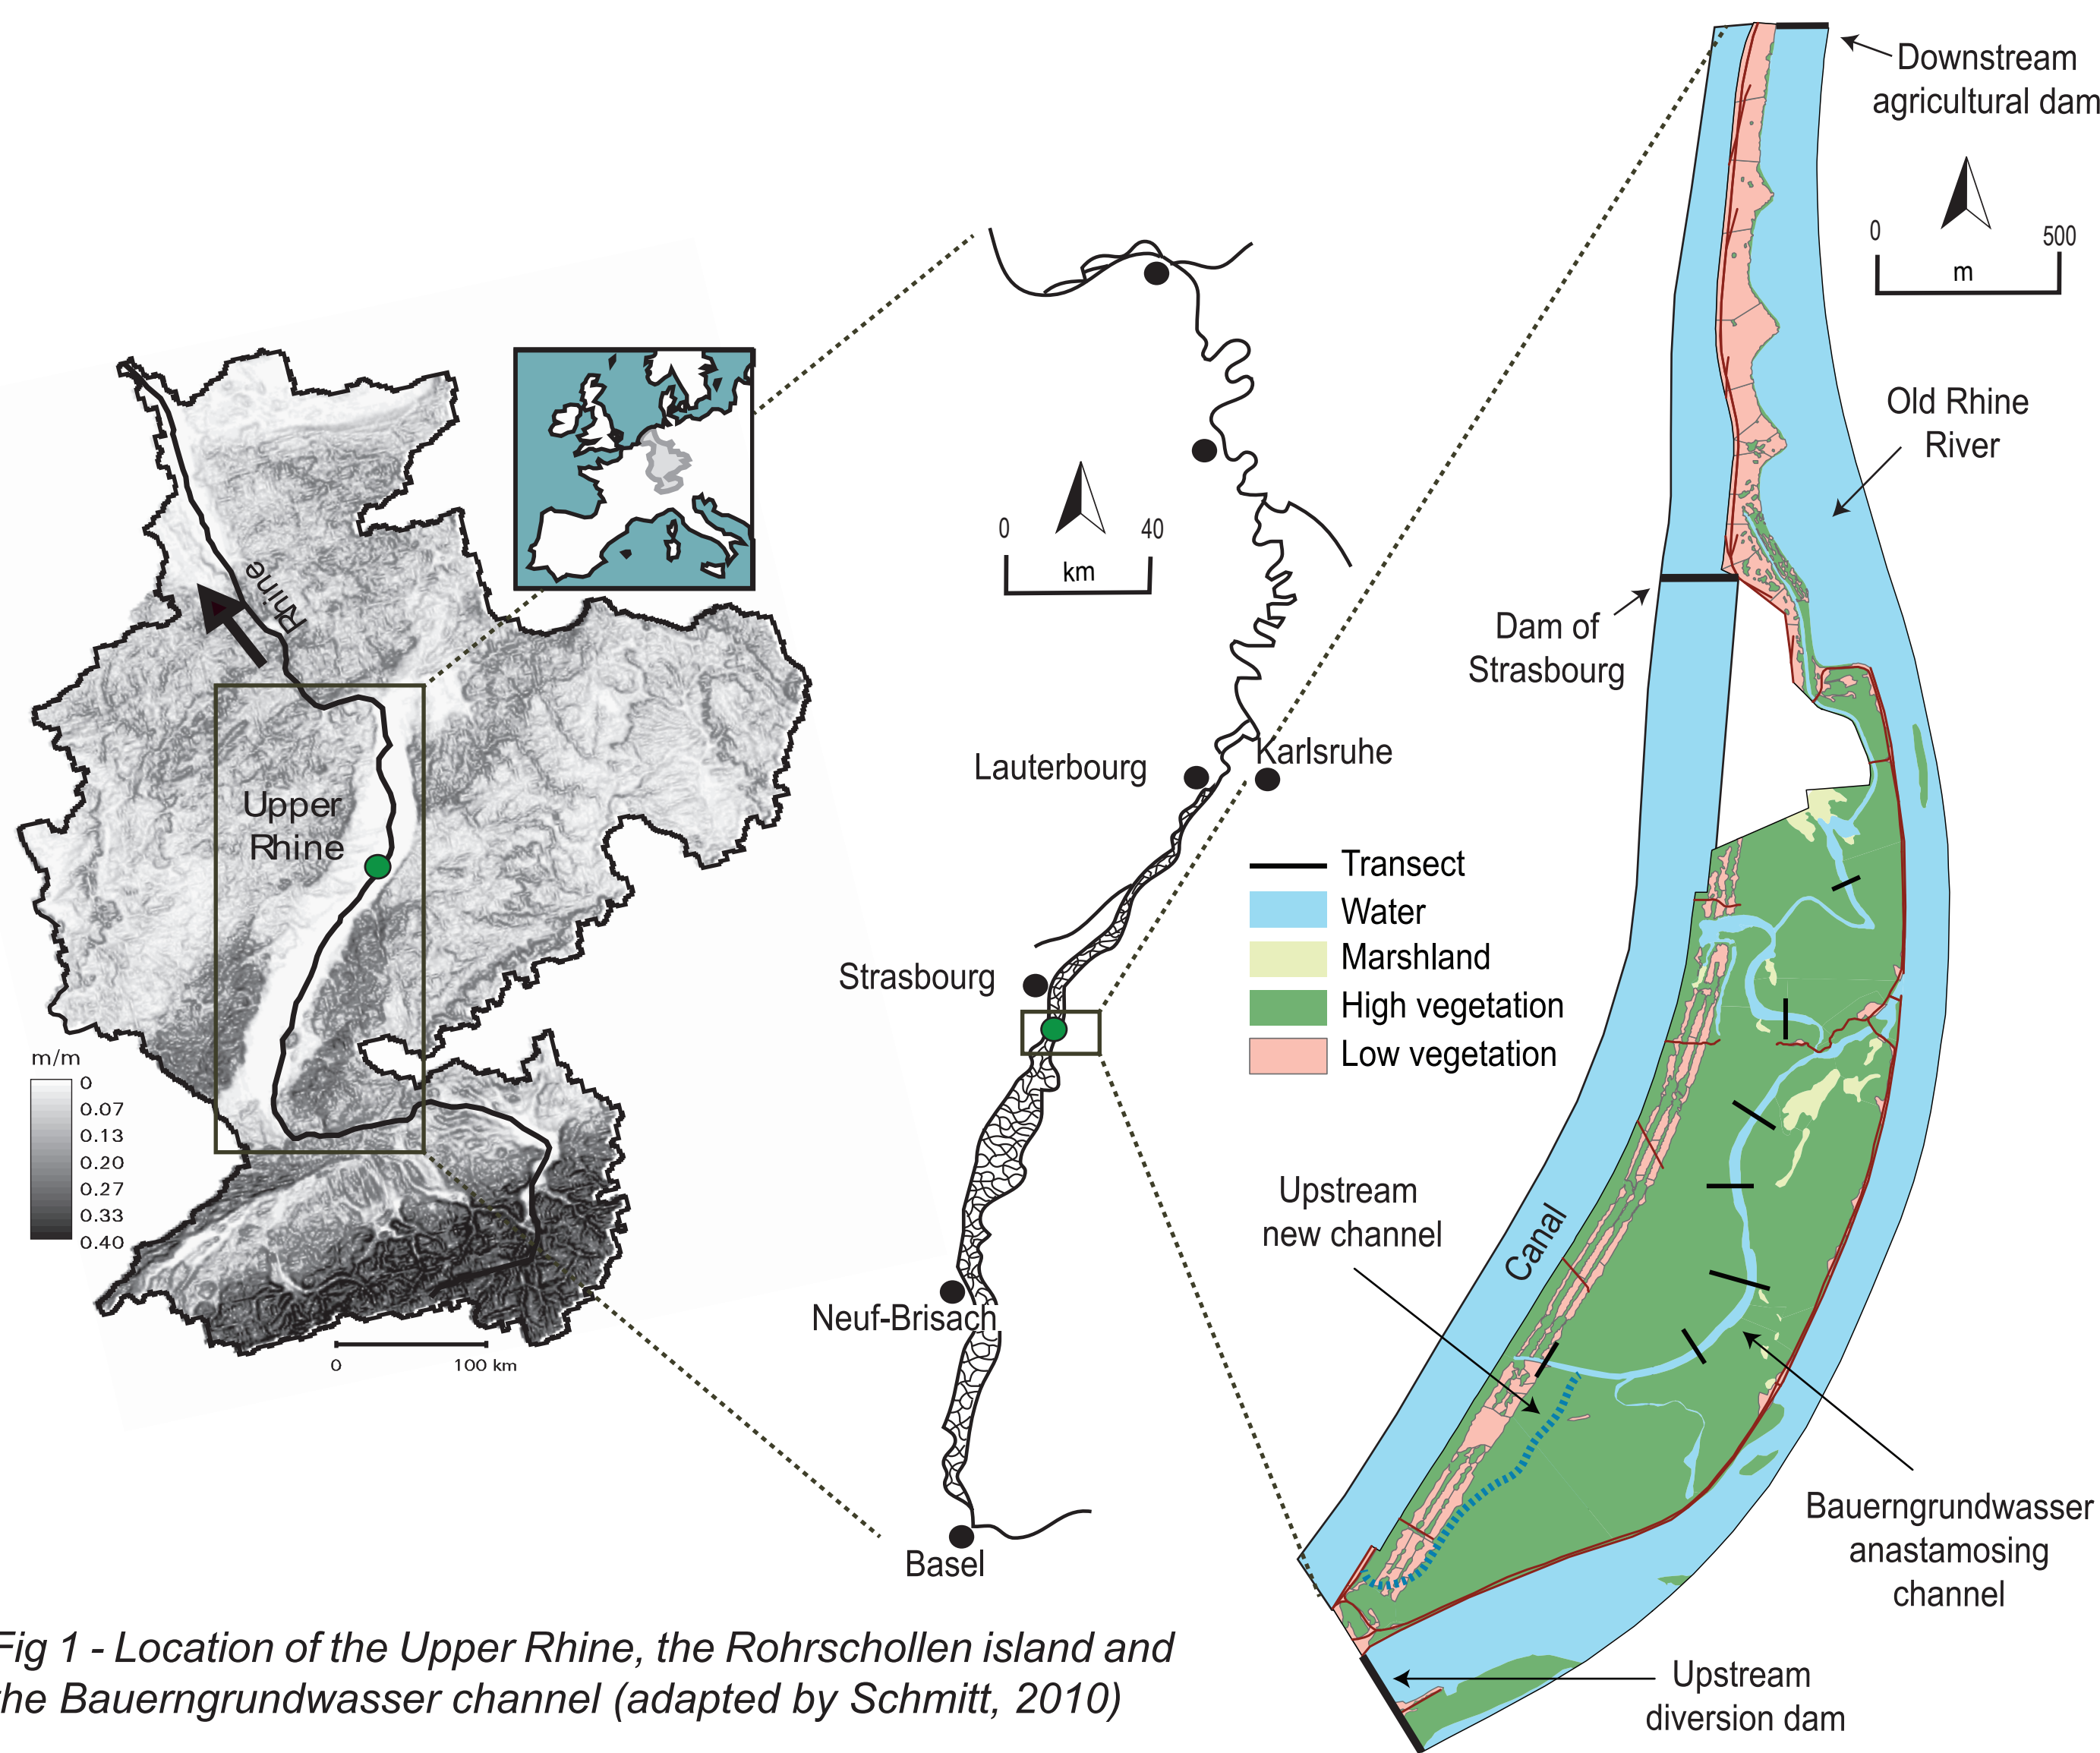 Downstream
agricultural dam
0
500
m
Old Rhine
River
Rhine
0
40
km
Dam of
Strasbourg
Upper
Rhine
Lauterbourg
Karlsruhe
Transect
Water
Marshland
High vegetation
Low vegetation
Strasbourg
m/m
0
0.07
0.13
0.20
0.27
0.33
0.40
Upstream
new channel
Canal
Neuf-Brisach
0
100 km
Bauerngrundwasser
anastamosing
channel
Basel
Fig 1 - Location of the Upper Rhine, the Rohrschollen island and
the Bauerngrundwasser channel (adapted by Schmitt, 2010)
Upstream
diversion dam